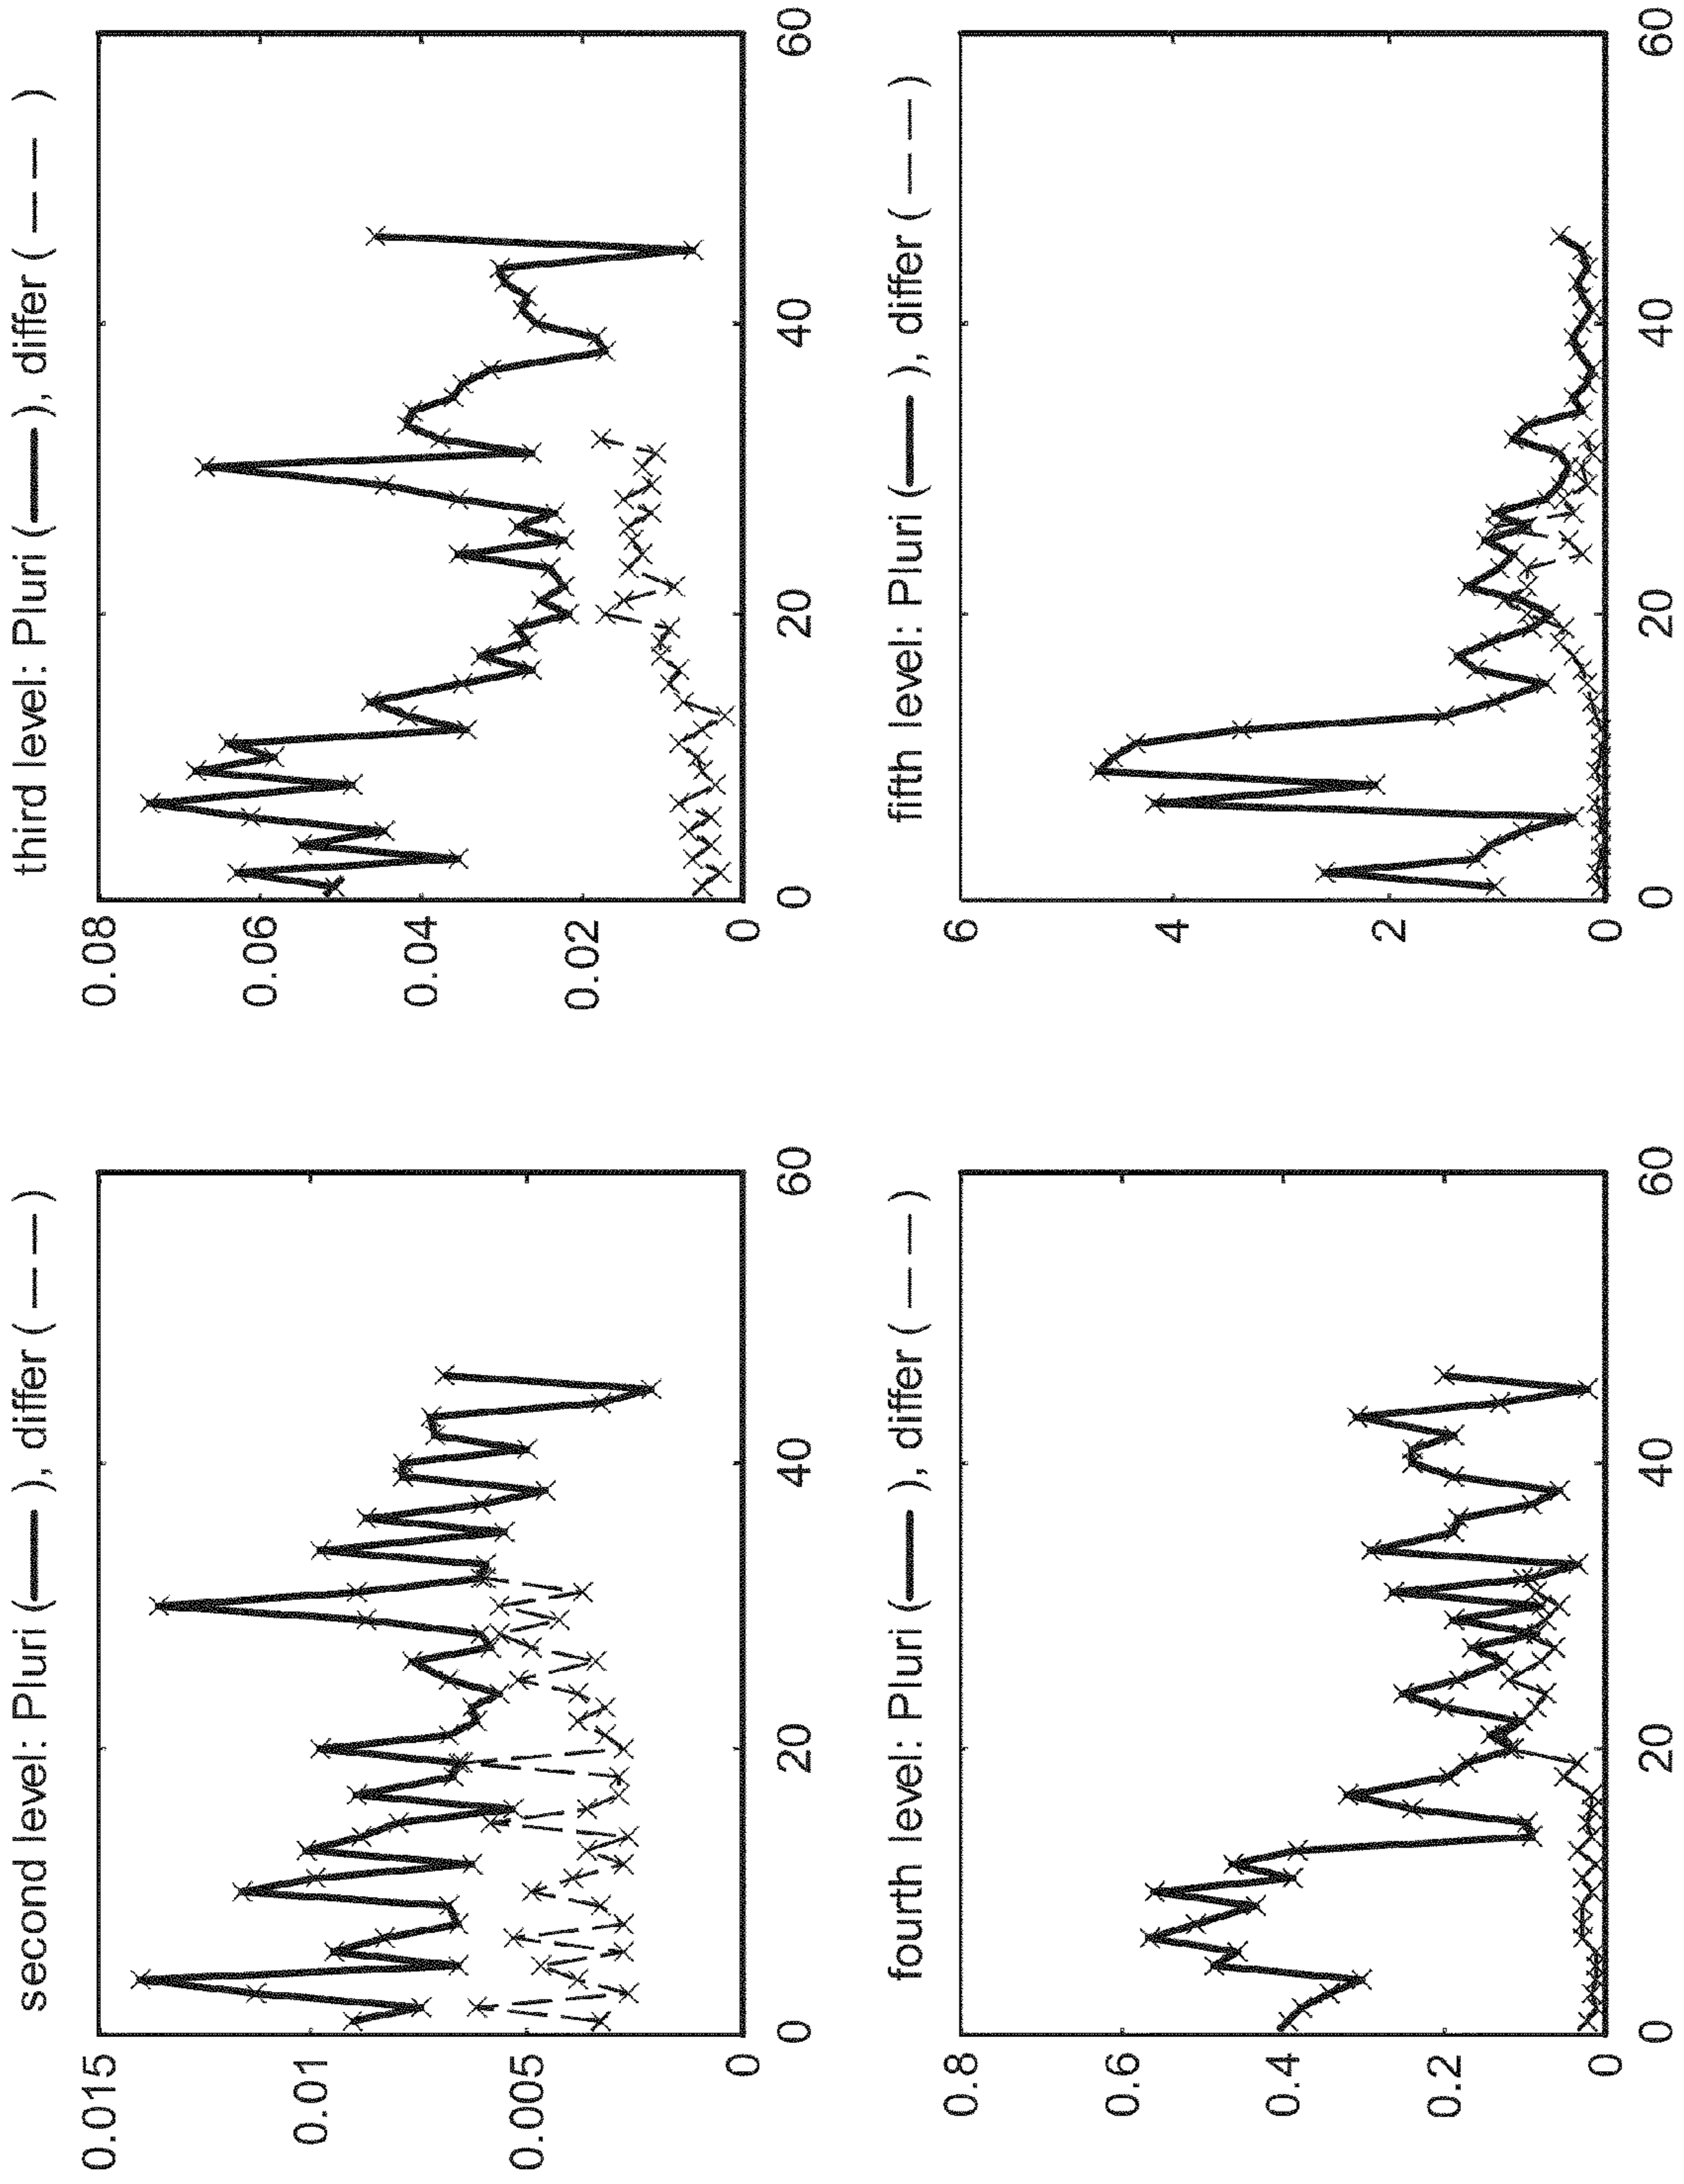 second level: Pluri ( ), differ ( )
0.015
0.01
0.005
0
0 20 40 60
third level: Pluri ( ), differ ( )
0.08
0.06
0.04
0.02
0
0 20 40 60
fourth level: Pluri ( ), differ ( )
0.8
0.6
0.4
0.2
0
0 20 40 60
fifth level: Pluri ( ), differ ( )
6
4
2
0
0 20 40 60